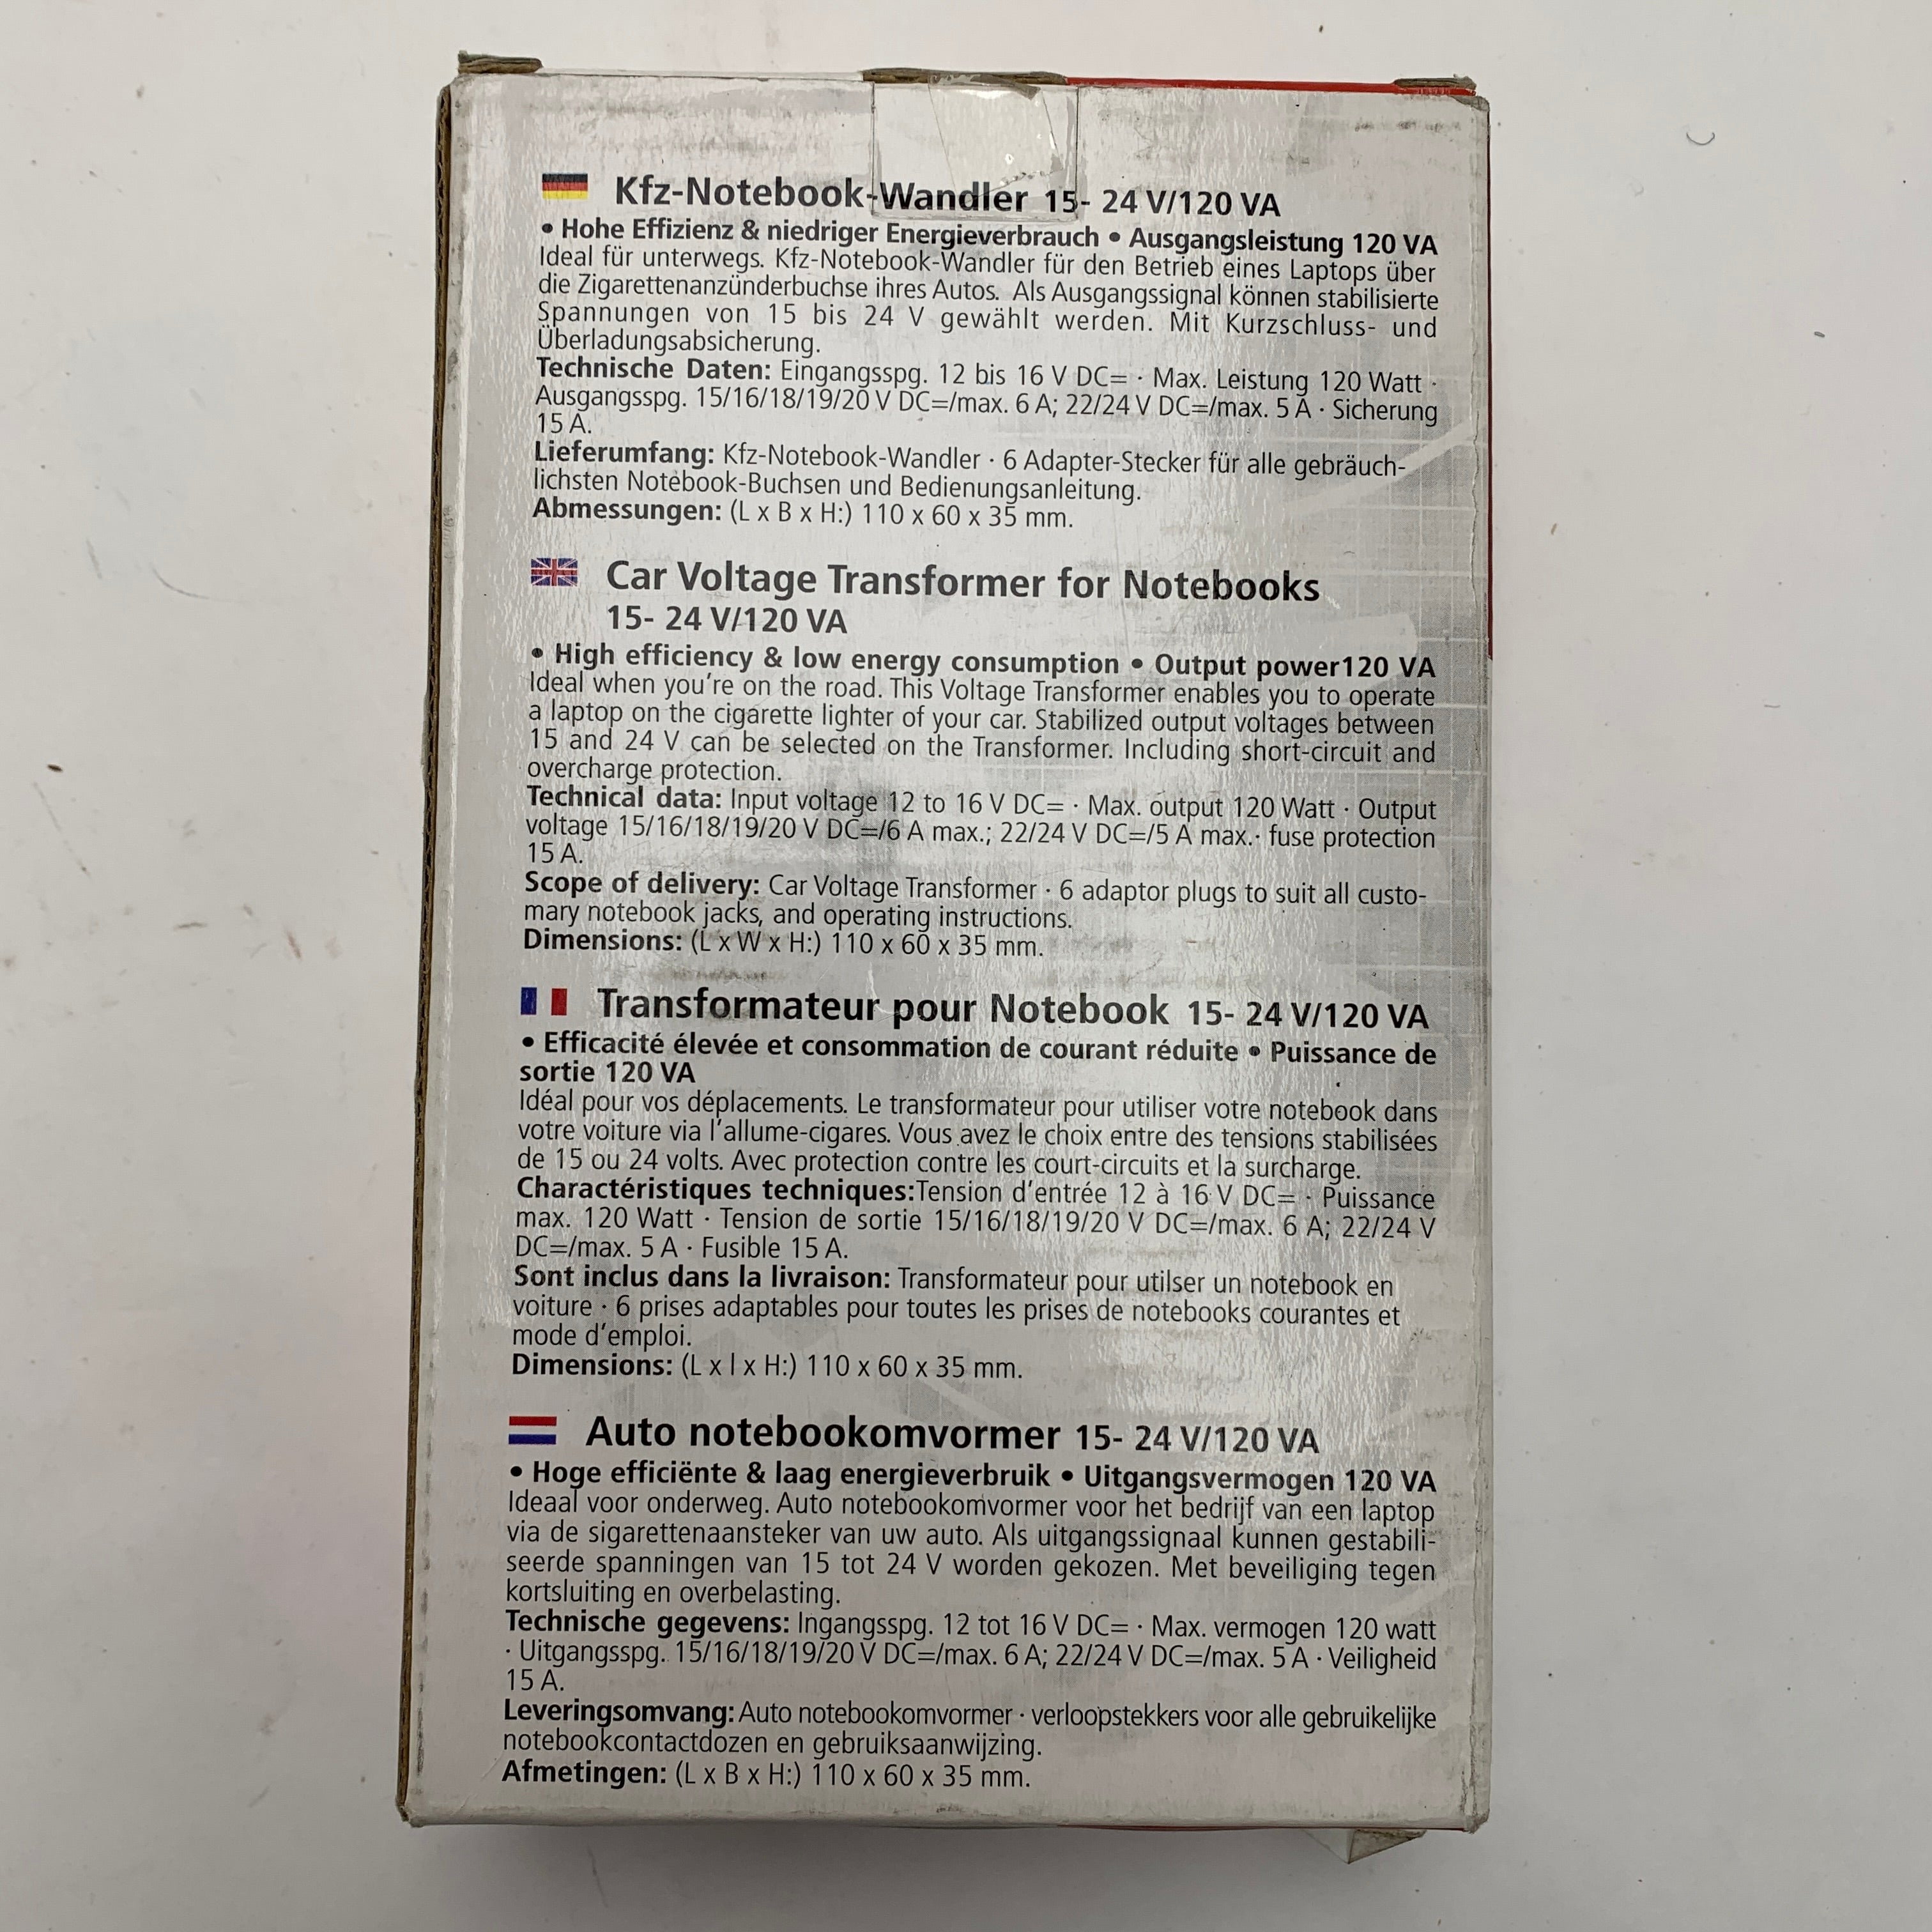 Kfz-Notebook-Wandler 15- 24 V/120 VA
• Hohe Effizienz & niedriger Energieverbrauch • Ausgangsleistung 120 VA
Ideal für unterwegs. Kfz-Notebook-Wandler für den Betrieb eines Laptops über
die Zigarettenanzünderbuchse ihres Autos. Als Ausgangssignal können stabilisierte
Spannungen von 15 bis 24 V gewählt werden. Mit Kurzschluss- und
Überladungsabsicherung.
Technische Daten: Eingangsspg. 12 bis 16 V DC= · Max. Leistung 120 Watt ·
Ausgangsspg. 15/16/18/19/20 V DC=/max. 6 A; 22/24 V DC=/max. 5 A · Sicherung
15 A.
Lieferumfang: Kfz-Notebook-Wandler · 6 Adapter-Stecker für alle gebräuch-
lichsten Notebook-Buchsen und Bedienungsanleitung.
Abmessungen: (L x B x H:) 110 x 60 x 35 mm.
Car Voltage Transformer for Notebooks
15- 24 V/120 VA
• High efficiency & low energy consumption • Output power120 VA
Ideal when you're on the road. This Voltage Transformer enables you to operate
a laptop on the cigarette lighter of your car. Stabilized output voltages between
15 and 24 V can be selected on the Transformer. Including short-circuit and
overcharge protection.
Technical data: Input voltage 12 to 16 V DC= · Max. output 120 Watt · Output
voltage 15/16/18/19/20 V DC=/6 A max.; 22/24 V DC=/5 A max.· fuse protection
15 A.
Scope of delivery: Car Voltage Transformer · 6 adaptor plugs to suit all custo-
mary notebook jacks, and operating instructions.
Dimensions: (L x W x H:) 110 x 60 x 35 mm.
Transformateur pour Notebook 15- 24 V/120 VA
• Efficacité élevée et consommation de courant réduite • Puissance de
sortie 120 VA
Idéal pour vos déplacements. Le transformateur pour utiliser votre notebook dans
votre voiture via l'allume-cigares. Vous avez le choix entre des tensions stabilisées
de 15 ou 24 volts. Avec protection contre les court-circuits et la surcharge.
Charactéristiques techniques:Tension d'entrée 12 à 16 V DC= · Puissance
max. 120 Watt · Tension de sortie 15/16/18/19/20 V DC=/max. 6 A; 22/24 V
DC=/max. 5 A · Fusible 15 A.
Sont inclus dans la livraison: Transformateur pour utilser un notebook en
voiture · 6 prises adaptables pour toutes les prises de notebooks courantes et
mode d'emploi.
Dimensions: (L x l x H:) 110 x 60 x 35 mm.
Auto notebookomvormer 15- 24 V/120 VA
• Hoge efficiënte & laag energieverbruik • Uitgangsvermogen 120 VA
Ideaal voor onderweg. Auto notebookomvormer voor het bedrijf van een laptop
via de sigarettenaansteker van uw auto. Als uitgangssignaal kunnen gestabili-
seerde spanningen van 15 tot 24 V worden gekozen. Met beveiliging tegen
kortsluiting en overbelasting.
Technische gegevens: Ingangsspg. 12 tot 16 V DC= · Max. vermogen 120 watt
· Uitgangsspg. 15/16/18/19/20 V DC=/max. 6 A; 22/24 V DC=/max. 5 A · Veiligheid
15 A.
Leveringsomvang: Auto notebookomvormer · verloopstekkers voor alle gebruikelijke
notebookcontactdozen en gebruiksaanwijzing.
Afmetingen: (L x B x H:) 110 x 60 x 35 mm.